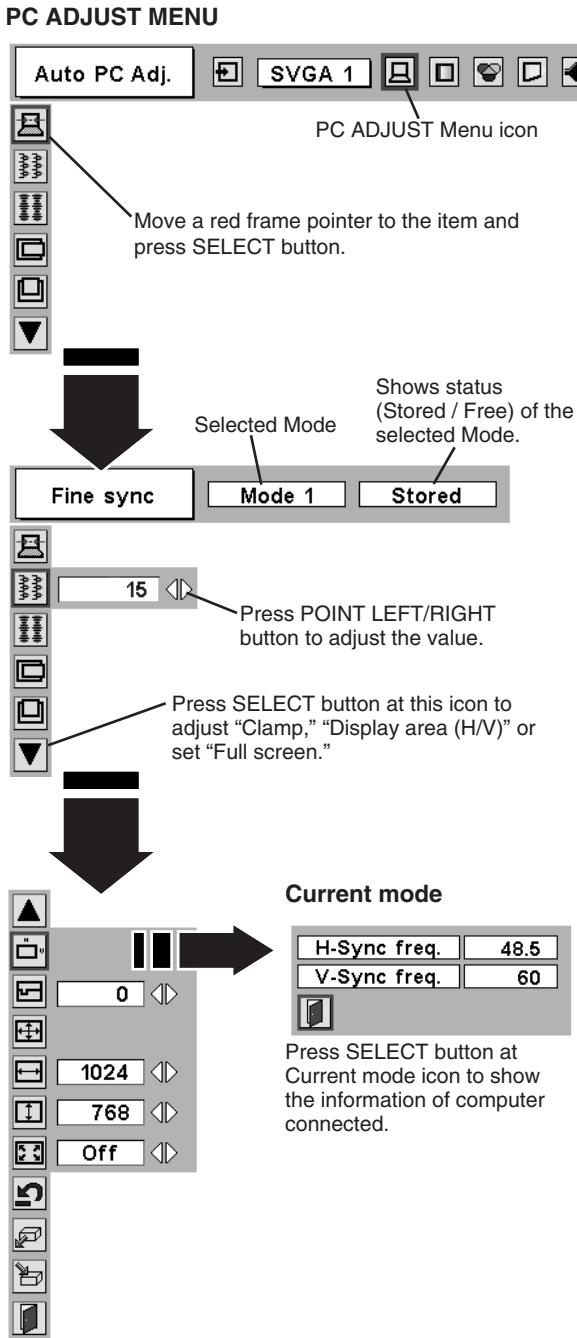 PC ADJUST MENU
Auto PC Adj.
SVGA 1
PC ADJUST Menu icon
Move a red frame pointer to the item and
press SELECT button.
Shows status
(Stored / Free) of the
selected Mode.
Selected Mode
Fine sync
Mode 1
Stored
15
Press POINT LEFT/RIGHT
button to adjust the value.
Press SELECT button at this icon to
adjust “Clamp,” “Display area (H/V)” or
set “Full screen.”
Current mode
H-Sync freq. 48.5
V-Sync freq. 60
H
V
0
1024
768
Off
Press SELECT button at
Current mode icon to show
the information of computer
connected.